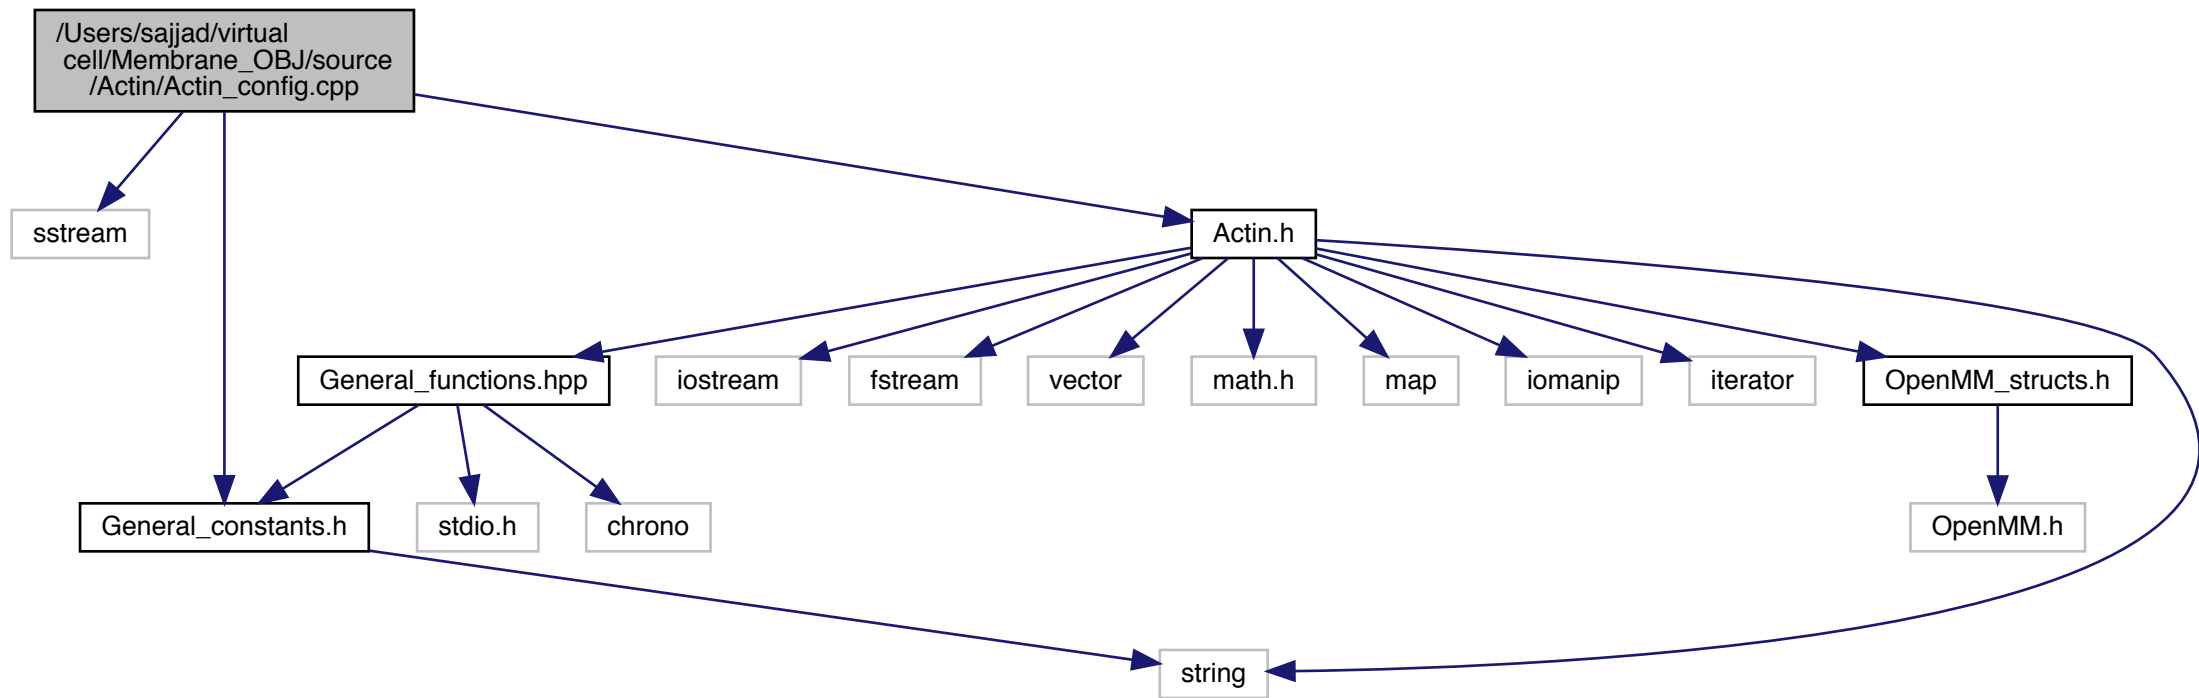 /Users/sajjad/virtual
cell/Membrane_OBJ/source
/Actin/Actin_config.cpp
sstream
Actin.h
General_functions.hpp
iostream
fstream
vector
math.h
map
iomanip
iterator
OpenMM_structs.h
General_constants.h
stdio.h
chrono
OpenMM.h
string